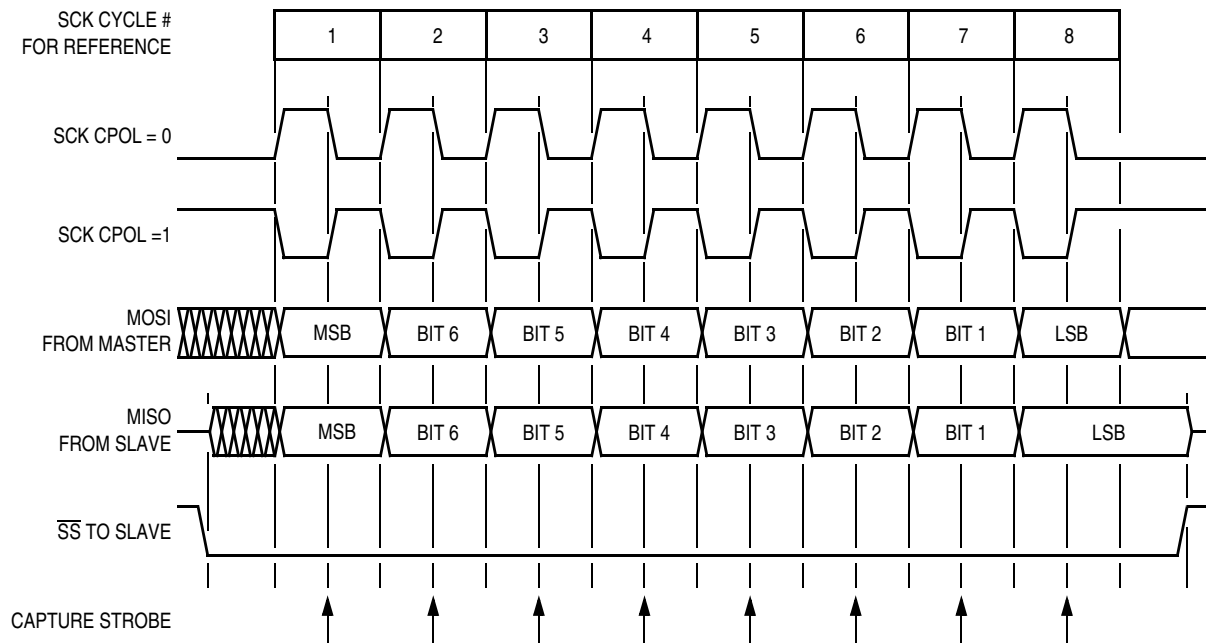 SCK CYCLE #
FOR REFERENCE
1 2 3 4 5 6 7 8
SCK CPOL = 0
SCK CPOL =1
MOSI
FROM MASTER
MSB BIT 6 BIT 5 BIT 4 BIT 3 BIT 2 BIT 1 LSB
MISO
FROM SLAVE
MSB BIT 6 BIT 5 BIT 4 BIT 3 BIT 2 BIT 1 LSB
S̅S̅ TO SLAVE
CAPTURE STROBE